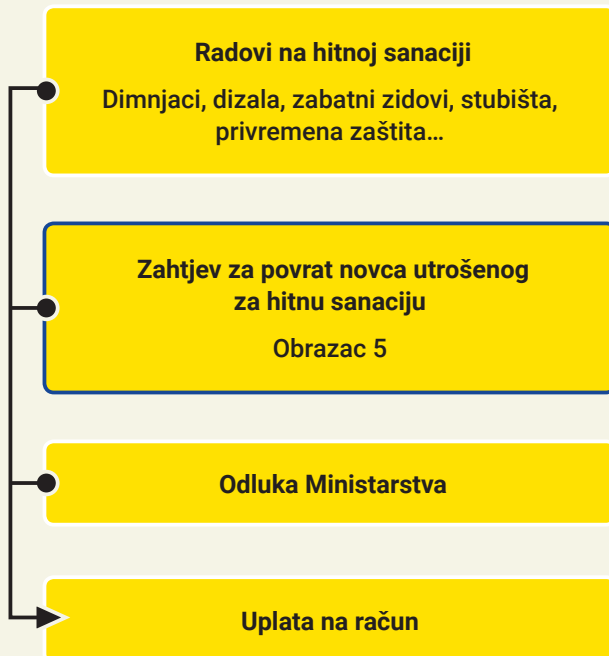 Radovi na hitnoj sanaciji
Dimnjaci, dizala, zabatni zidovi, stubišta,
privremena zaštita…
Zahtjev za povrat novca utrošenog
za hitnu sanaciju
Obrazac 5
Odluka Ministarstva
Uplata na račun